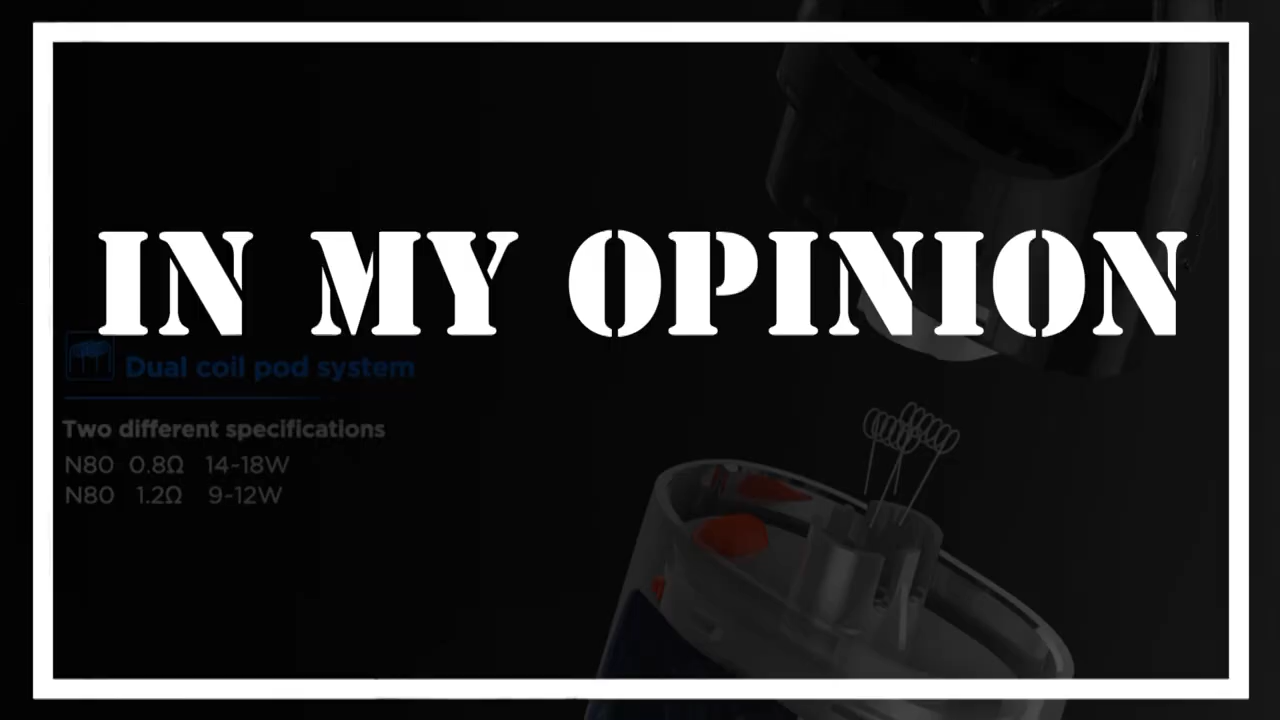 IN MY OPINION
Dual coil pod system
Two different specifications
N80 0.8Ω 14-18W
N80 1.2Ω 9-12W